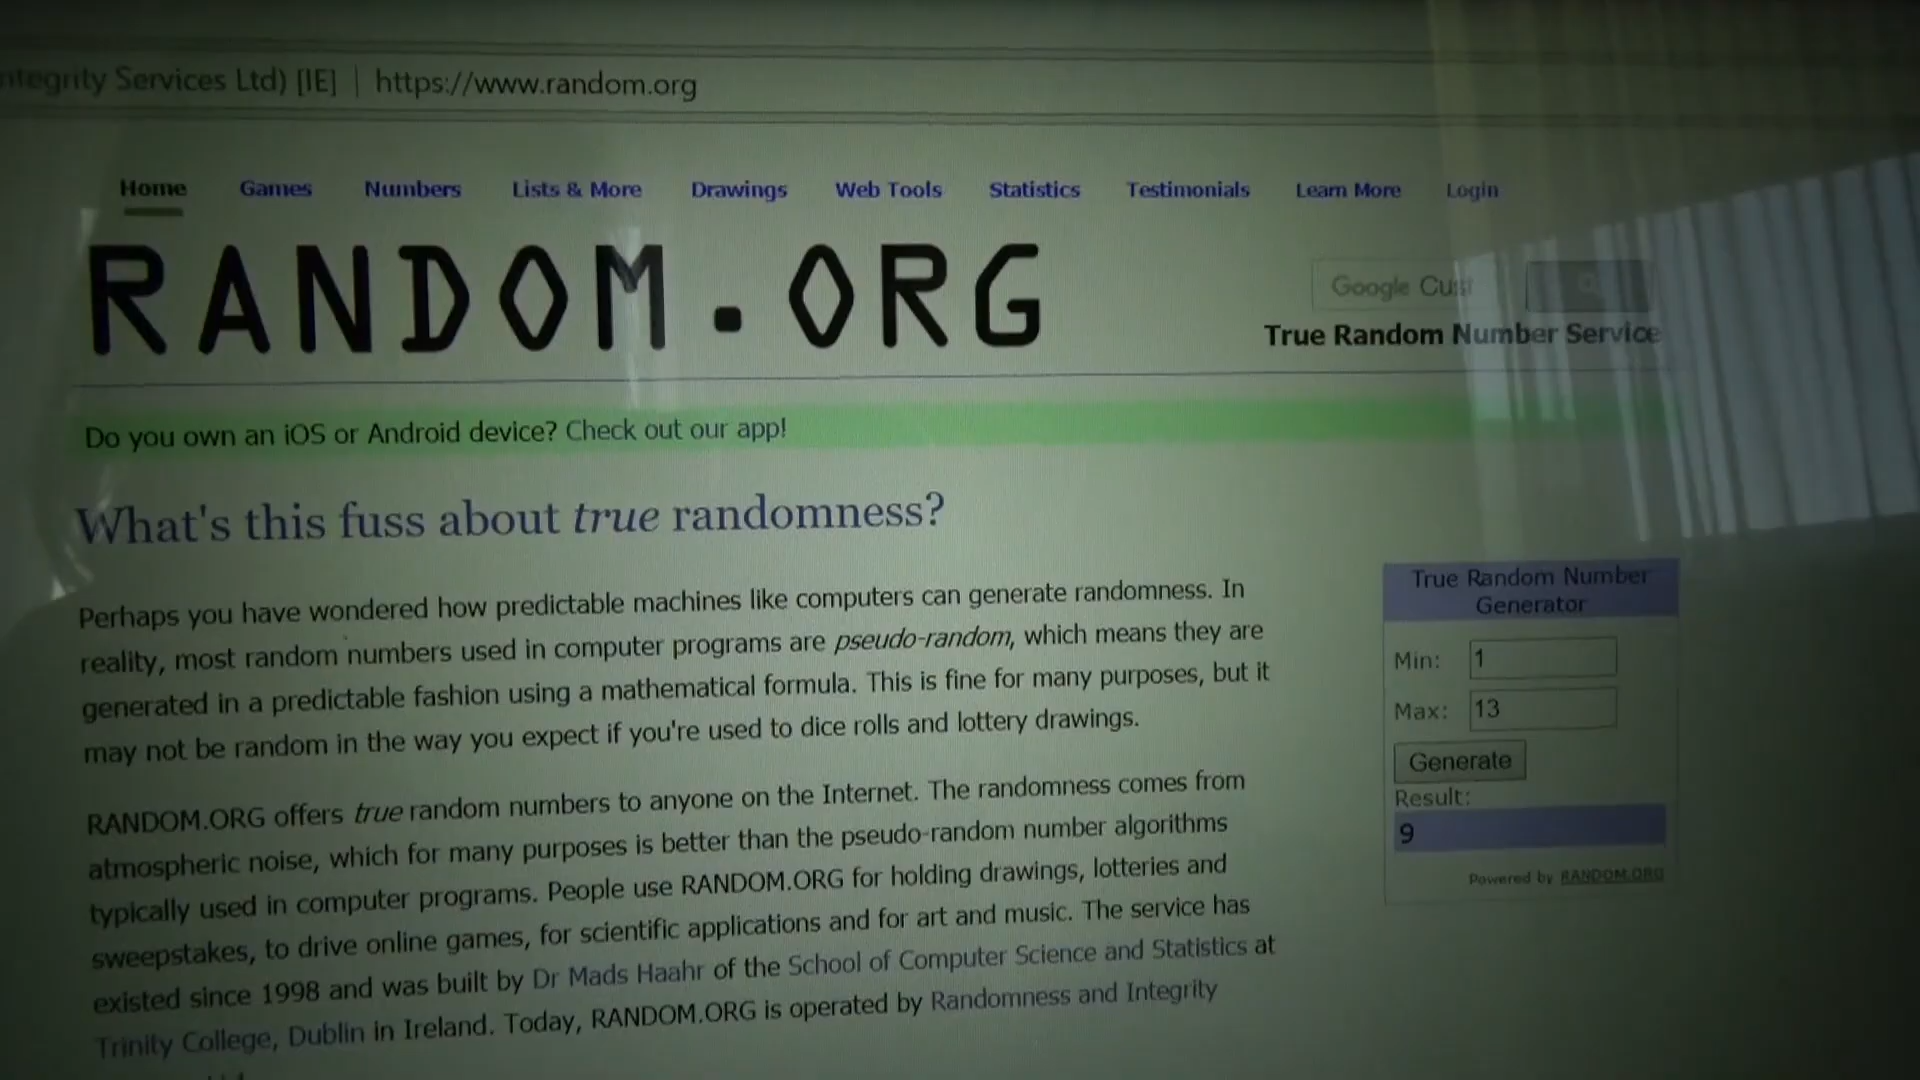 ntegrity Services Ltd) [IE] | https://www.random.org
Home Games Numbers Lists & More Drawings Web Tools Statistics Testimonials Learn More Login
RANDOM.ORG
Google Cust
True Random Number Service
Do you own an iOS or Android device? Check out our app!
What's this fuss about true randomness?
Perhaps you have wondered how predictable machines like computers can generate randomness. In
reality, most random numbers used in computer programs are pseudo-random, which means they are
generated in a predictable fashion using a mathematical formula. This is fine for many purposes, but it
may not be random in the way you expect if you're used to dice rolls and lottery drawings.
RANDOM.ORG offers true random numbers to anyone on the Internet. The randomness comes from
atmospheric noise, which for many purposes is better than the pseudo-random number algorithms
typically used in computer programs. People use RANDOM.ORG for holding drawings, lotteries and
sweepstakes, to drive online games, for scientific applications and for art and music. The service has
existed since 1998 and was built by Dr Mads Haahr of the School of Computer Science and Statistics at
Trinity College, Dublin in Ireland. Today, RANDOM.ORG is operated by Randomness and Integrity
True Random Number
Generator
Min: 1
Max: 13
Generate
Result:
9
Powered by RANDOM.ORG